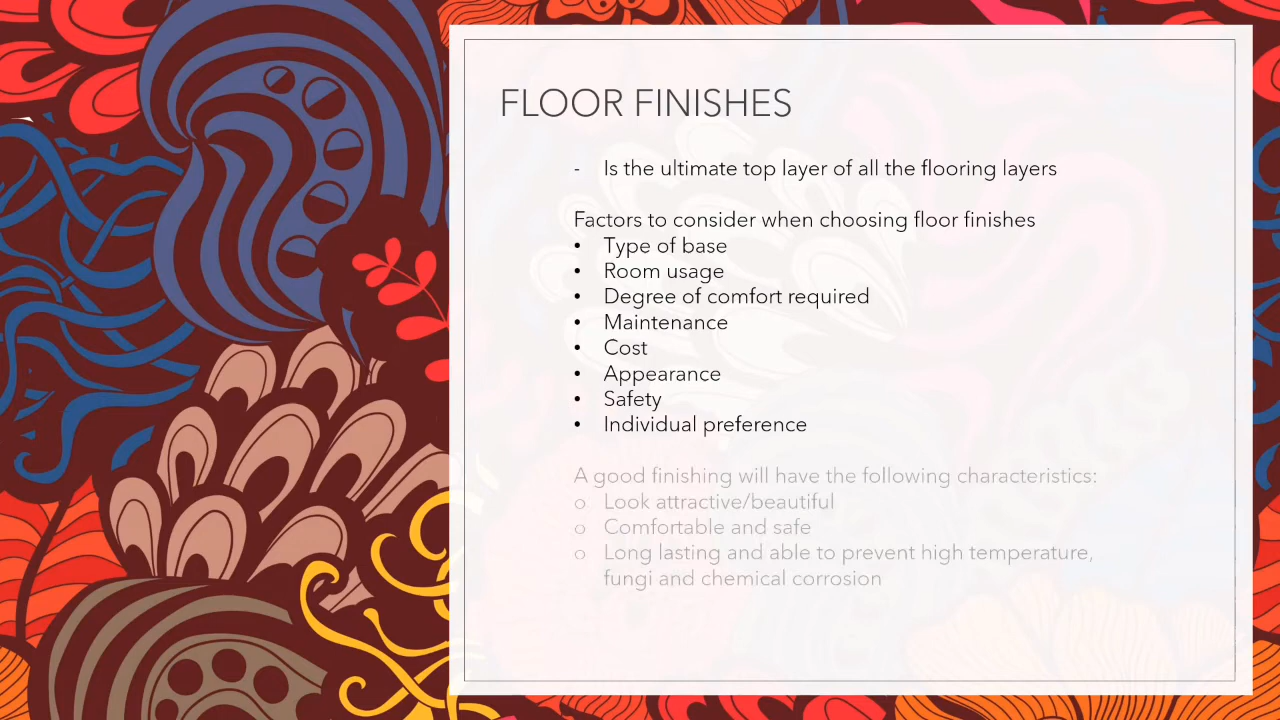 FLOOR FINISHES
- Is the ultimate top layer of all the flooring layers
Factors to consider when choosing floor finishes
• Type of base
• Room usage
• Degree of comfort required
• Maintenance
• Cost
• Appearance
• Safety
• Individual preference
A good finishing will have the following characteristics:
o Look attractive/beautiful
o Comfortable and safe
o Long lasting and able to prevent high temperature,
fungi and chemical corrosion